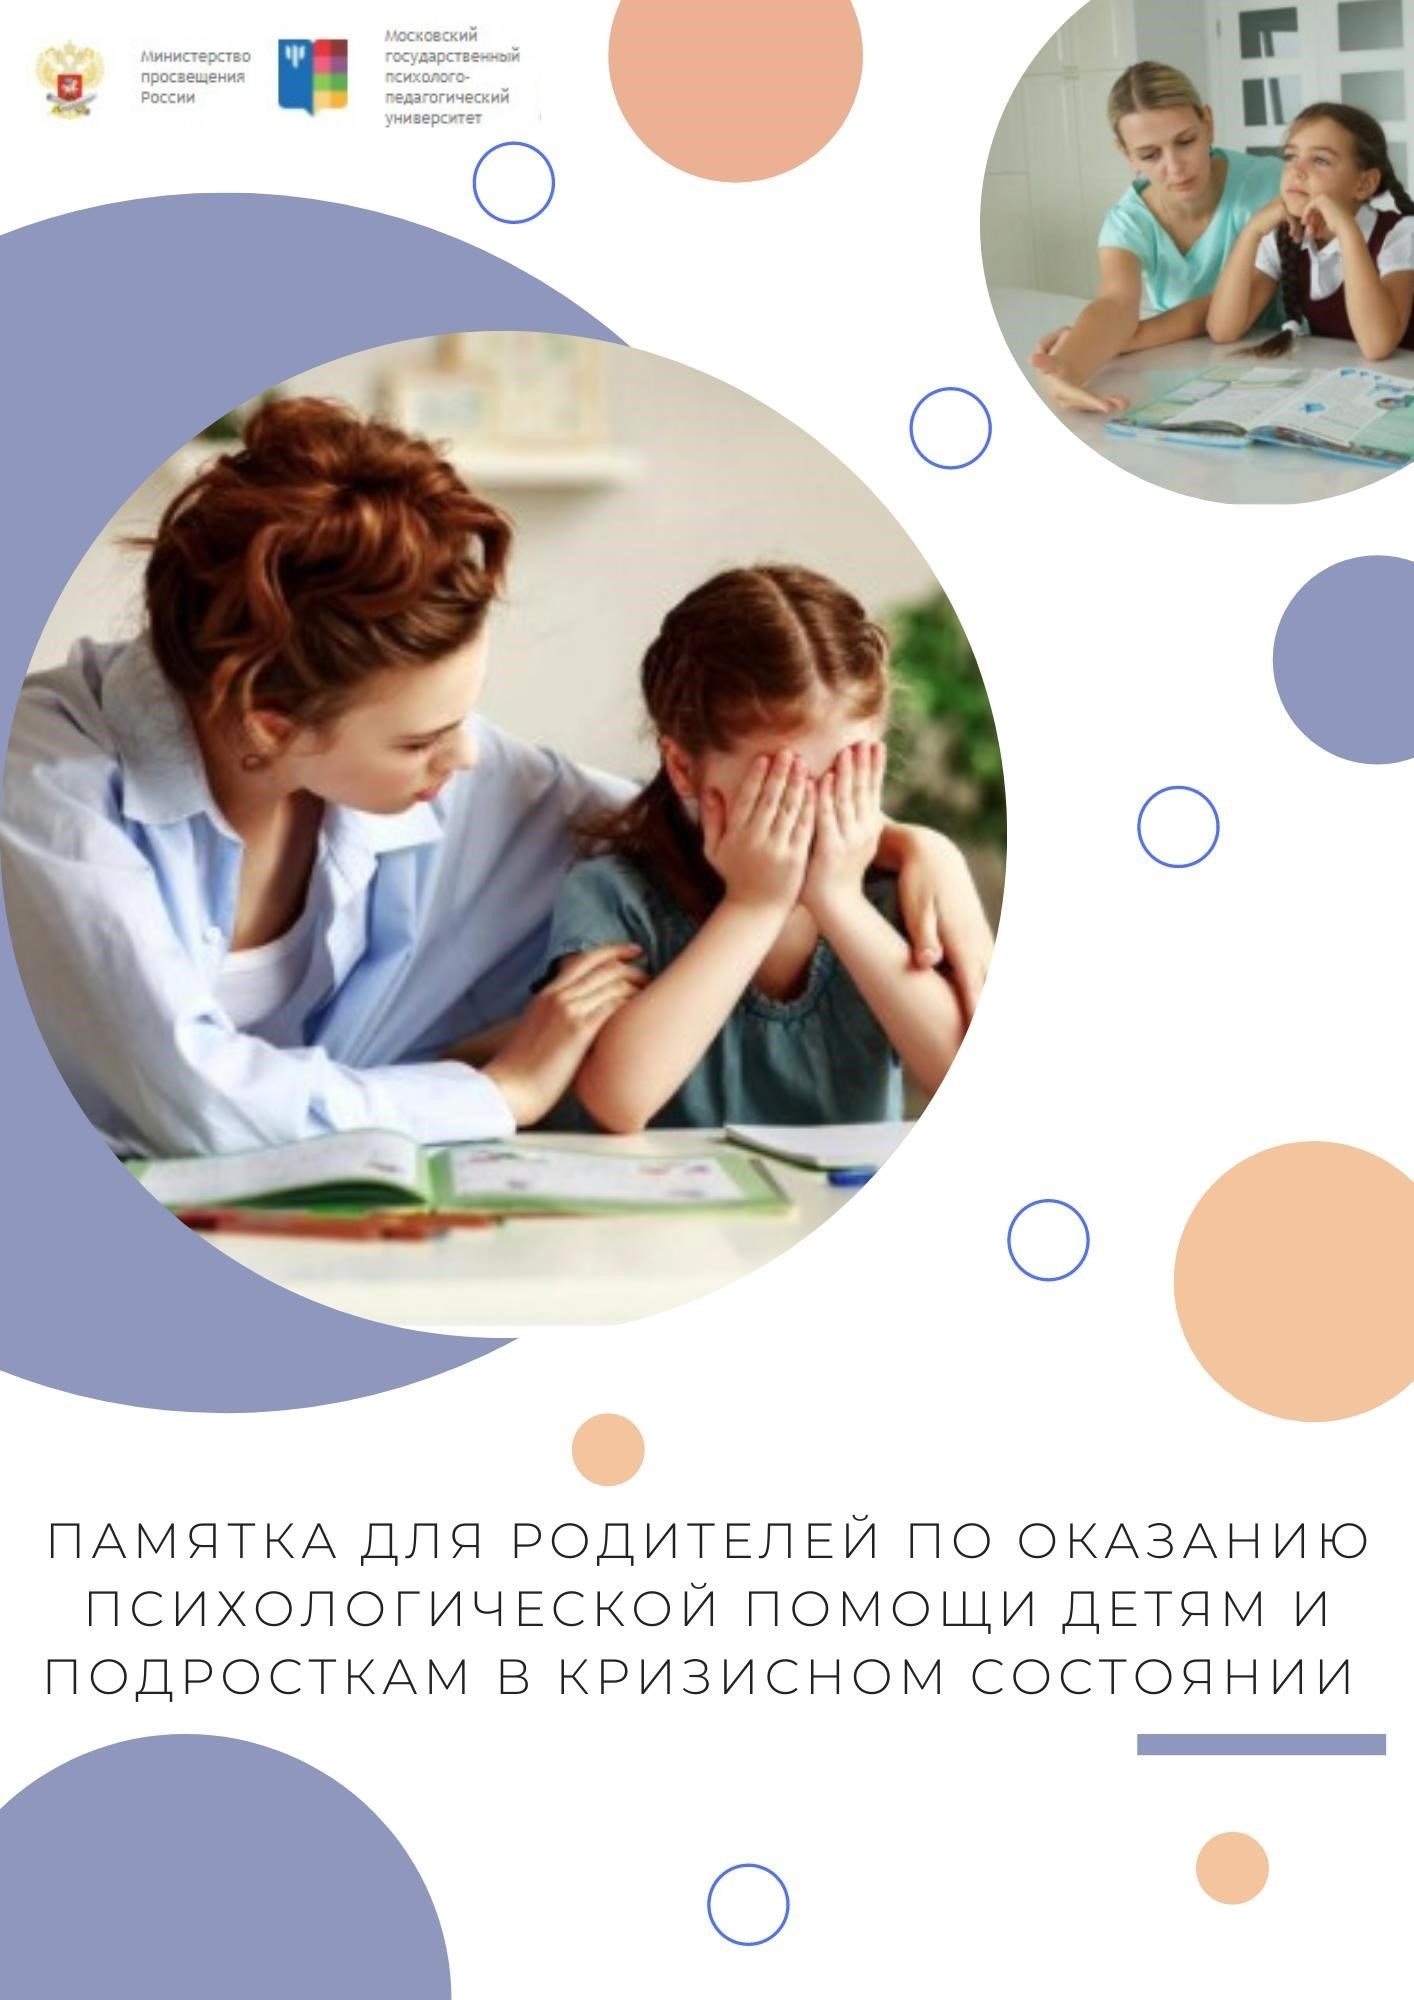 Министерство
просвещения
России
Московский
государственный
психолого-
педагогический
университет
ПАМЯТКА ДЛЯ РОДИТЕЛЕЙ ПО ОКАЗАНИЮ
ПСИХОЛОГИЧЕСКОЙ ПОМОЩИ ДЕТЯМ И
ПОДРОСТКАМ В КРИЗИСНОМ СОСТОЯНИИ